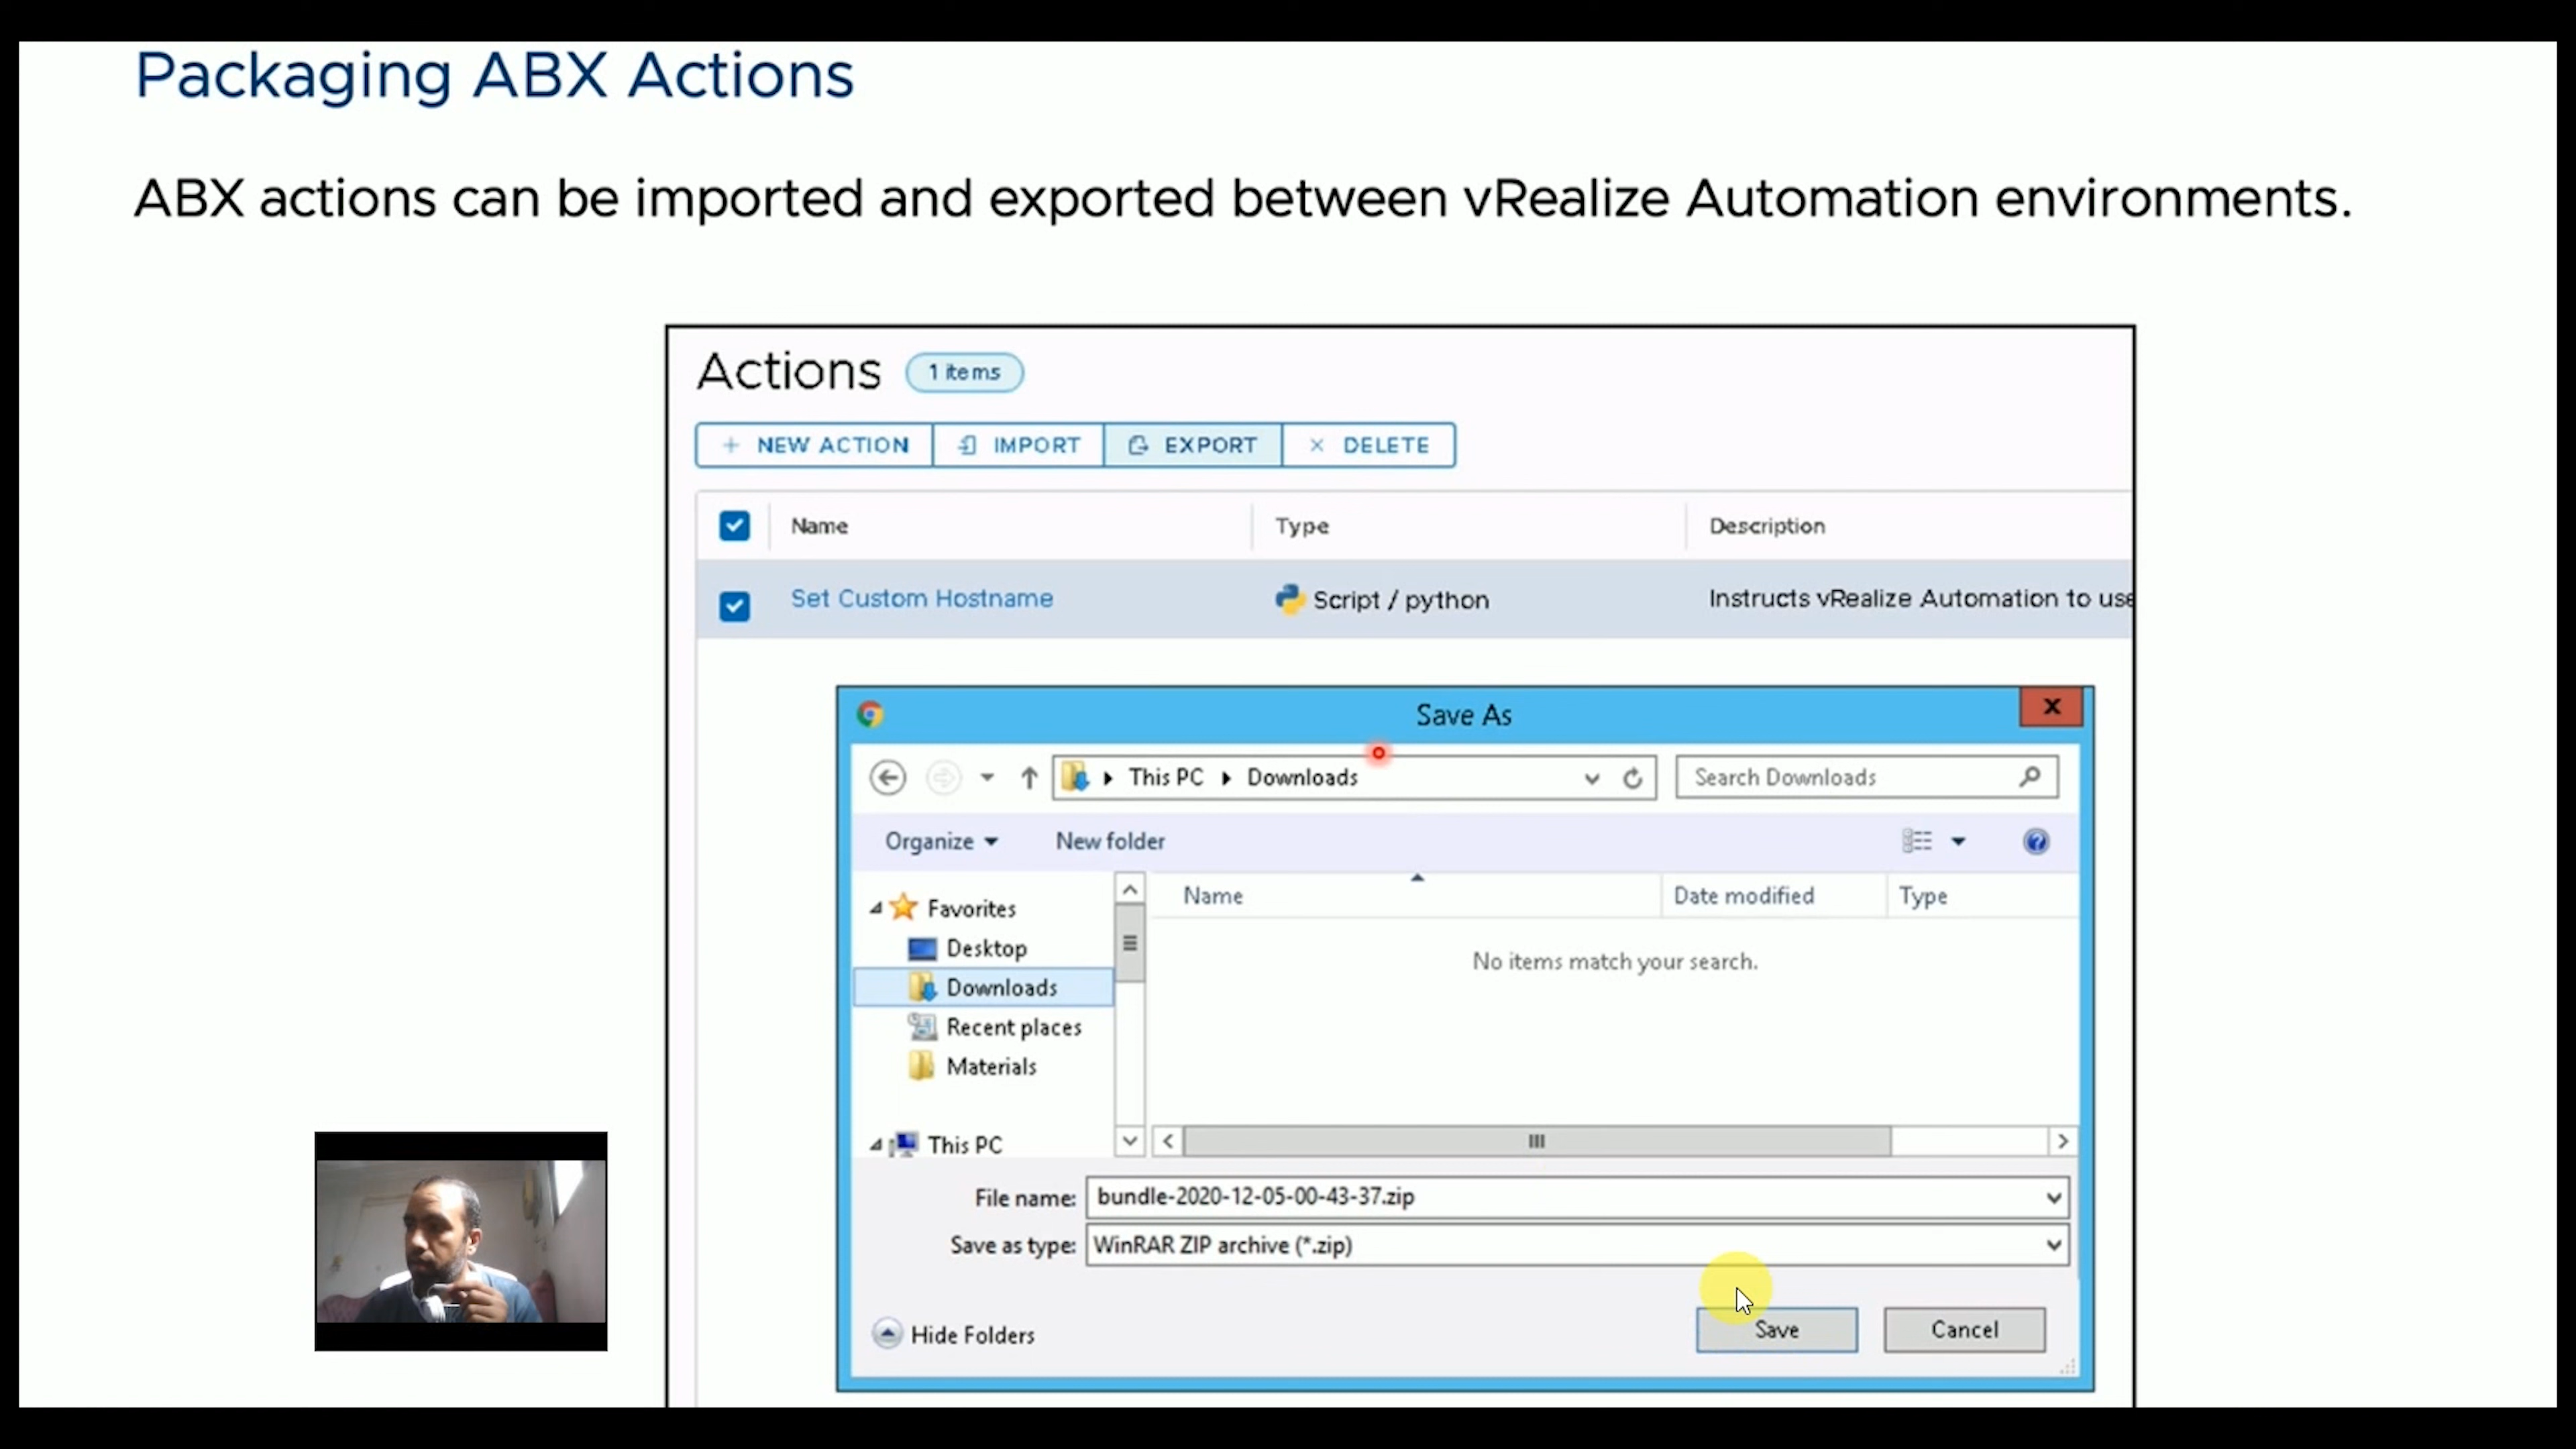 Packaging ABX Actions
ABX actions can be imported and exported between vRealize Automation environments.
Actions 1 items
+ NEW ACTION IMPORT EXPORT × DELETE
Name Type Description
Set Custom Hostname Script / python Instructs vRealize Automation to use
Save As
This PC Downloads Search Downloads
Organize New folder
Name Date modified Type
Favorites
Desktop
Downloads
Recent places
Materials
This PC
No items match your search.
File name: bundle-2020-12-05-00-43-37.zip
Save as type: WinRAR ZIP archive (*.zip)
Hide Folders Save Cancel